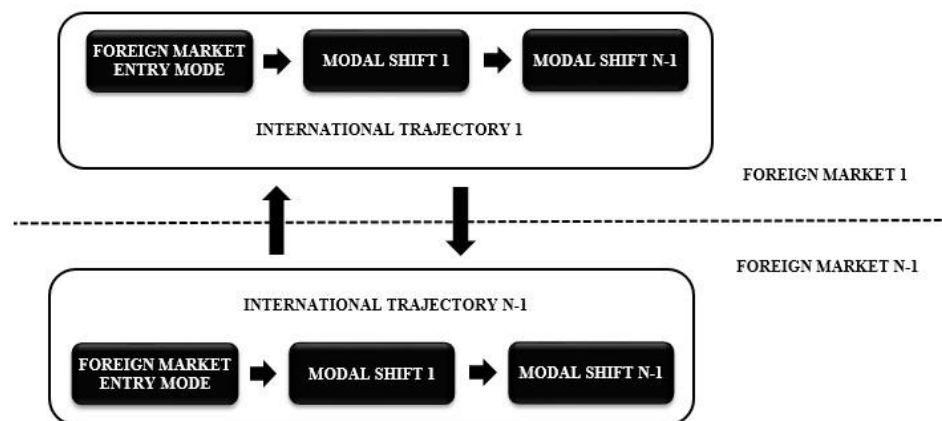 FOREIGN MARKET
ENTRY MODE
MODAL SHIFT 1
MODAL SHIFT N-1
INTERNATIONAL TRAJECTORY 1
FOREIGN MARKET 1
FOREIGN MARKET N-1
INTERNATIONAL TRAJECTORY N-1
FOREIGN MARKET
ENTRY MODE
MODAL SHIFT 1
MODAL SHIFT N-1